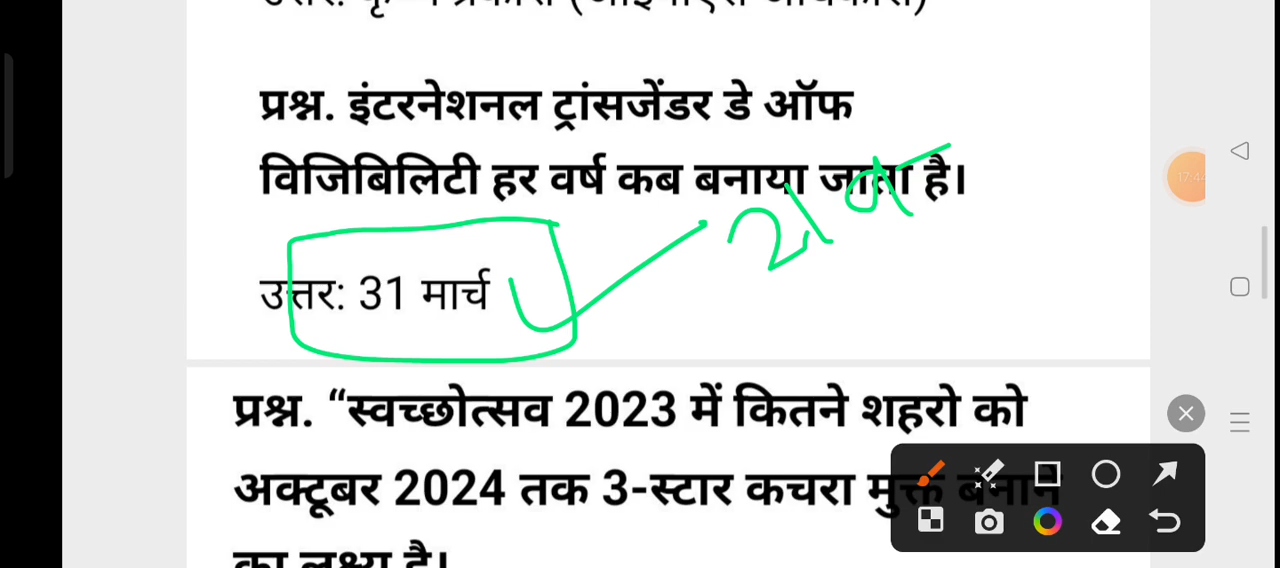 प्रश्न. इंटरनेशनल ट्रांसजेंडर डे ऑफ
विजिबिलिटी हर वर्ष कब बनाया जाता है।
उत्तर: 31 मार्च
प्रश्न. “स्वच्छोत्सव 2023 में कितने शहरो को
अक्टूबर 2024 तक 3-स्टार कचरा मुक्त बनाने
का लक्ष्य है।